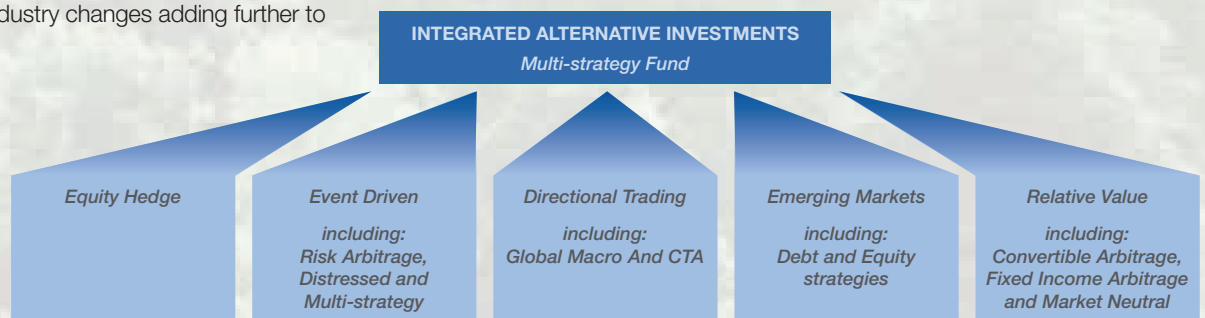 dustry changes adding further to
INTEGRATED ALTERNATIVE INVESTMENTS
Multi-strategy Fund
Equity Hedge
Event Driven
including:
Risk Arbitrage,
Distressed and
Multi-strategy
Directional Trading
including:
Global Macro And CTA
Emerging Markets
including:
Debt and Equity
strategies
Relative Value
including:
Convertible Arbitrage,
Fixed Income Arbitrage
and Market Neutral